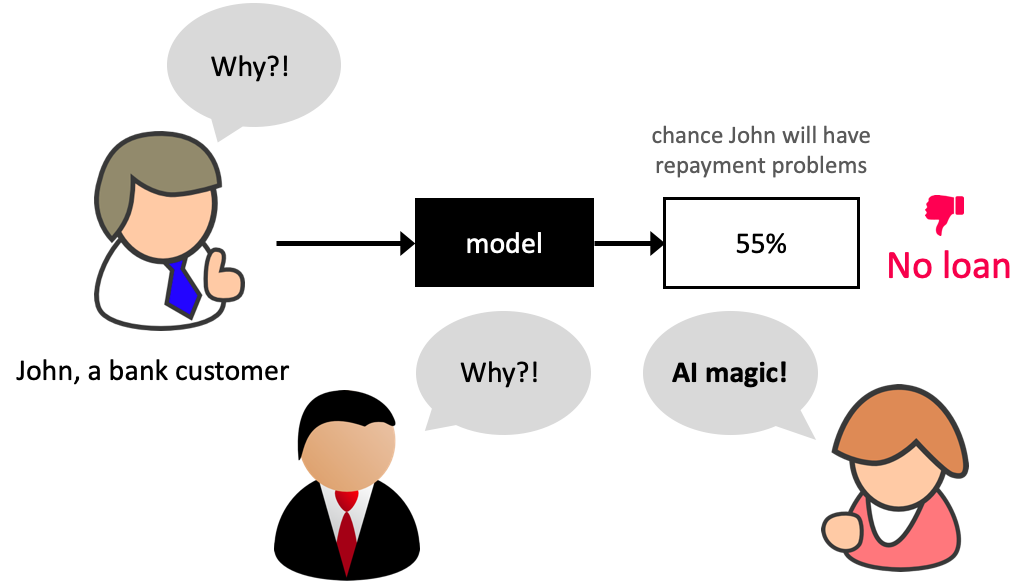 Why?!
chance John will have
repayment problems
model
55%
No loan
John, a bank customer
Why?!
AI magic!